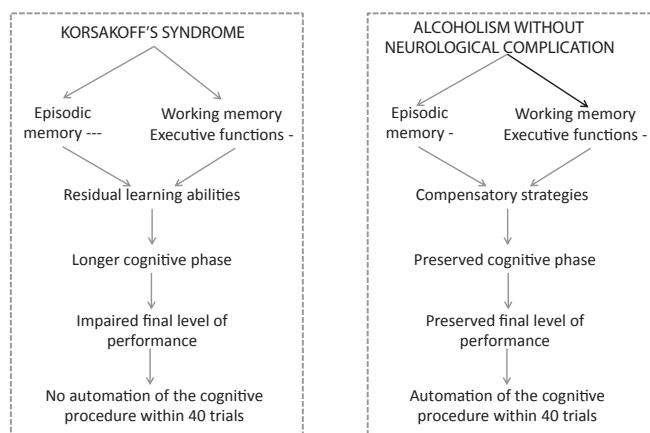 KORSAKOFF'S SYNDROME
Episodic
memory ---
Working memory
Executive functions -
Residual learning abilities
Longer cognitive phase
Impaired final level of
performance
No automation of the cognitive
procedure within 40 trials
ALCOHOLISM WITHOUT
NEUROLOGICAL COMPLICATION
Episodic
memory -
Working memory
Executive functions -
Compensatory strategies
Preserved cognitive phase
Preserved final level of
performance
Automation of the cognitive
procedure within 40 trials